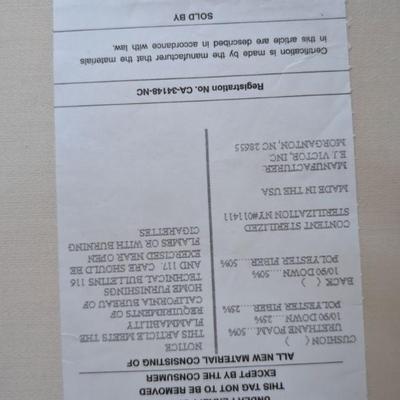 UNDER
THIS TAG NOT TO BE REMOVED
EXCEPT BY THE CONSUMER
ALL NEW MATERIAL CONSISTING OF
CUSHION ( )
URETHANE FOAM 50%
10/90 DOWN ..... 25%
POLYESTER FIBER ... 25%
BACK ( )
10/90 DOWN ......50%
POLYESTER FIBER....50%
CONTENT STERILIZED
STERILIZATION NY#011411
MADE IN THE USA
MANUFACTURER:
E.J. VICTOR, INC
MORGANTON, NC 28655
NOTICE
THIS ARTICLE MEETS THE
FLAMMABILITY
REQUIREMENTS OF
CALIFORNIA BUREAU OF
HOME FURNISHINGS
TECHNICAL BULLETINS 116
AND 117. CARE SHOULD BE
EXERCISED NEAR OPEN
FLAMES OR WITH BURNING
CIGARETTES.
Registration No. CA-34148-NC
Certification is made by the manufacturer that the materials
in this article are described in accordance with law.
SOLD BY